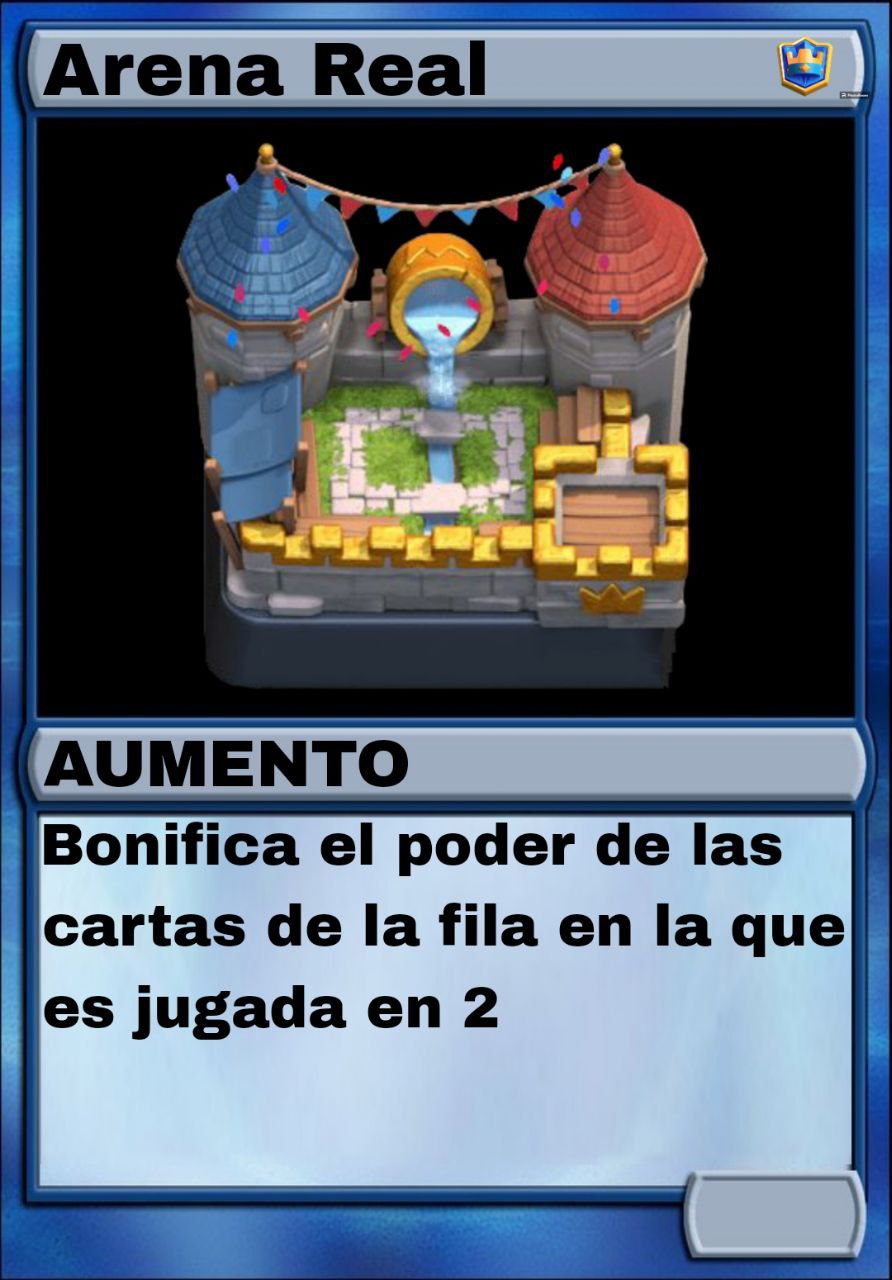 Arena Real
AUMENTO
Bonifica el poder de las
cartas de la fila en la que
es jugada en 2